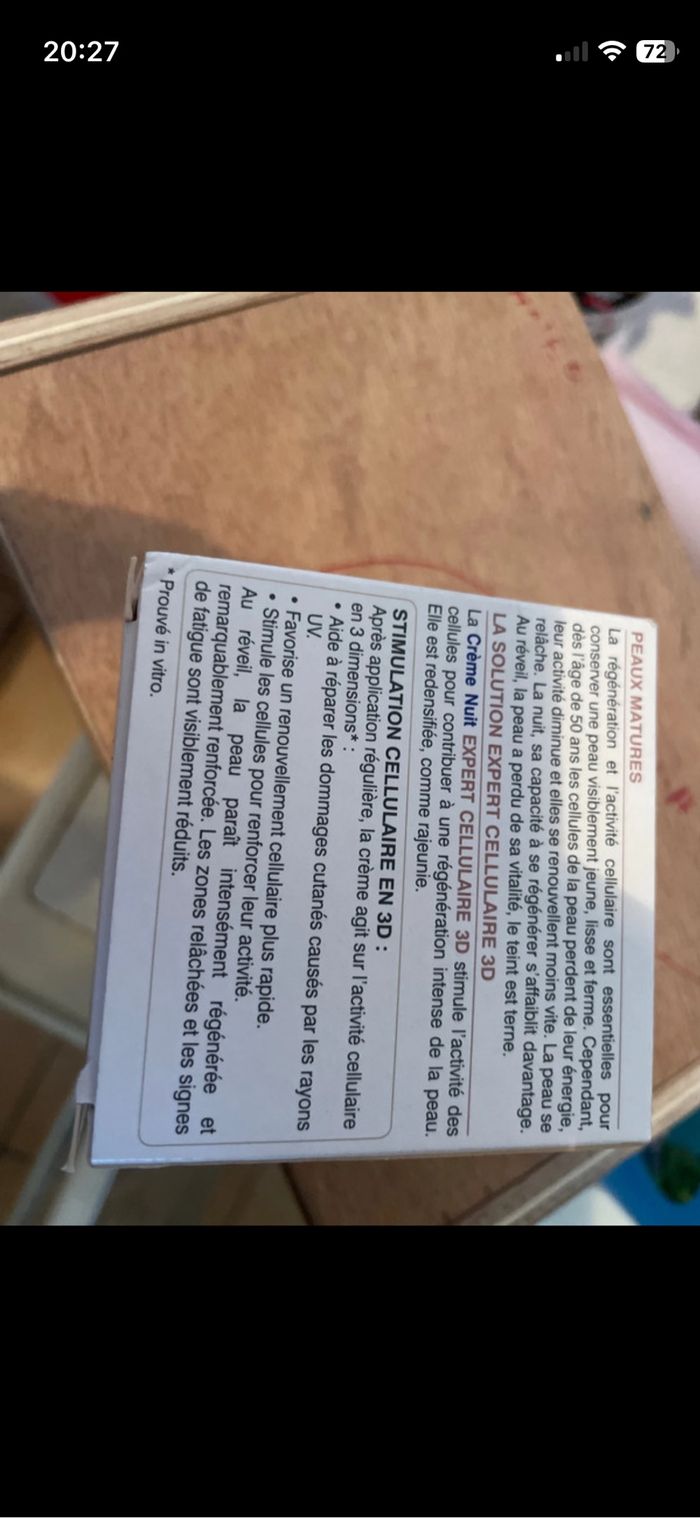 20:27
72
PEAUX MATURES
La régénération et l'activité cellulaire sont essentielles pour
conserver une peau visiblement jeune, lisse et ferme. Cependant,
dès l'âge de 50 ans les cellules de la peau perdent de leur énergie,
leur activité diminue et elles se renouvellent moins vite. La peau se
relâche. La nuit, sa capacité à se régénérer s'affaiblit davantage.
Au réveil, la peau a perdu de sa vitalité, le teint est terne.
LA SOLUTION EXPERT CELLULAIRE 3D
La Crème Nuit EXPERT CELLULAIRE 3D stimule l'activité des
cellules pour contribuer à une régénération intense de la peau.
Elle est redensifiée, comme rajeunie.
STIMULATION CELLULAIRE EN 3D :
Après application régulière, la crème agit sur l'activité cellulaire
en 3 dimensions* :
• Aide à réparer les dommages cutanés causés par les rayons
UV.
• Favorise un renouvellement cellulaire plus rapide.
• Stimule les cellules pour renforcer leur activité.
Au réveil, la peau paraît intensément régénérée et
remarquablement renforcée. Les zones relâchées et les signes
de fatigue sont visiblement réduits.
* Prouvé in vitro.